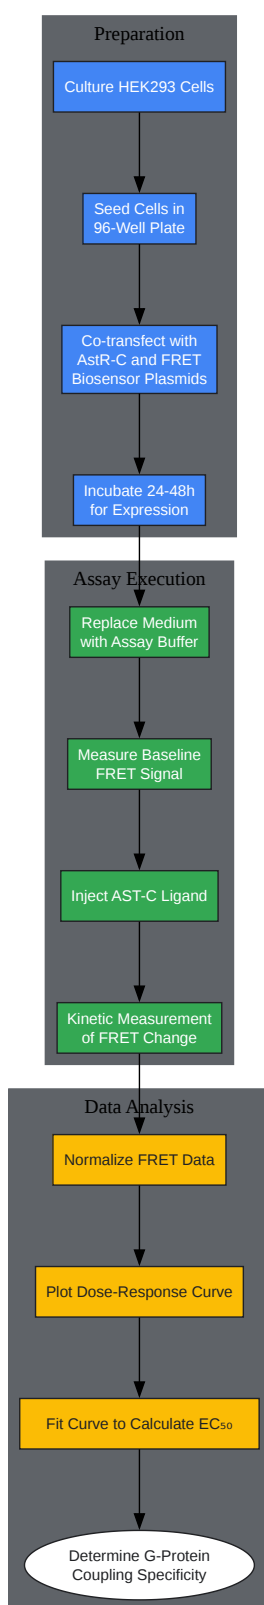 Preparation
Culture HEK293 Cells
Seed Cells in
96-Well Plate
Co-transfect with
AstR-C and FRET
Biosensor Plasmids
Incubate 24-48h
for Expression
Assay Execution
Replace Medium
with Assay Buffer
Measure Baseline
FRET Signal
Inject AST-C Ligand
Kinetic Measurement
of FRET Change
Data Analysis
Normalize FRET Data
Plot Dose-Response Curve
Fit Curve to Calculate EC₅₀
Determine G-Protein
Coupling Specificity